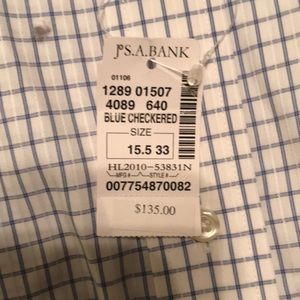 JoS.A.BANK
01106
1289 01507
4089 640
BLUE CHECKERED
SIZE
15.5 33
HL2010-53831N
MFG # STYLE #
007754870082
$135.00